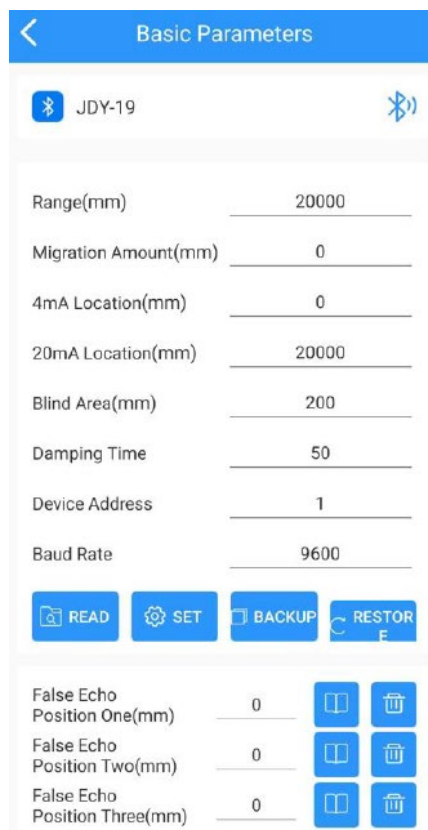 Basic Parameters
JDY-19
Range(mm) 20000
Migration Amount(mm) 0
4mA Location(mm) 0
20mA Location(mm) 20000
Blind Area(mm) 200
Damping Time 50
Device Address 1
Baud Rate 9600
READ SET BACKUP RESTOR
E
False Echo
Position One(mm) 0
False Echo
Position Two(mm) 0
False Echo
Position Three(mm) 0